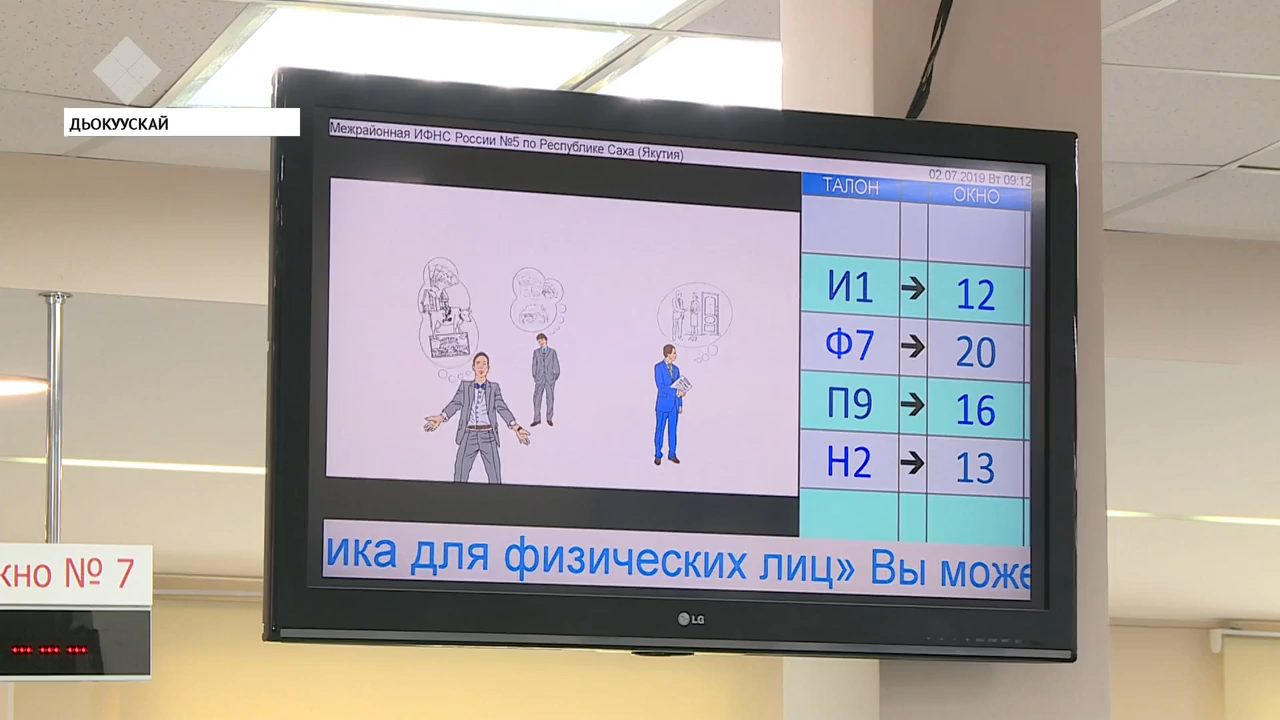 ДЬОКУУСКАЙ
Межрайонная ИФНС России №5 по Республике Саха (Якутия)
02.07.2019 Вт 09:12
ТАЛОН ОКНО
И1 → 12
Ф7 → 20
П9 → 16
Н2 → 13
ика для физических лиц» Вы може
LG
кно № 7